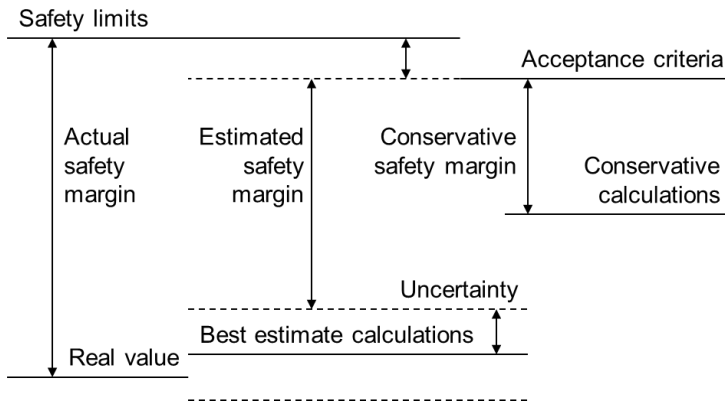 Safety limits
Acceptance criteria
Actual
safety
margin
Estimated
safety
margin
Conservative
safety margin
Conservative
calculations
Uncertainty
Best estimate calculations
Real value